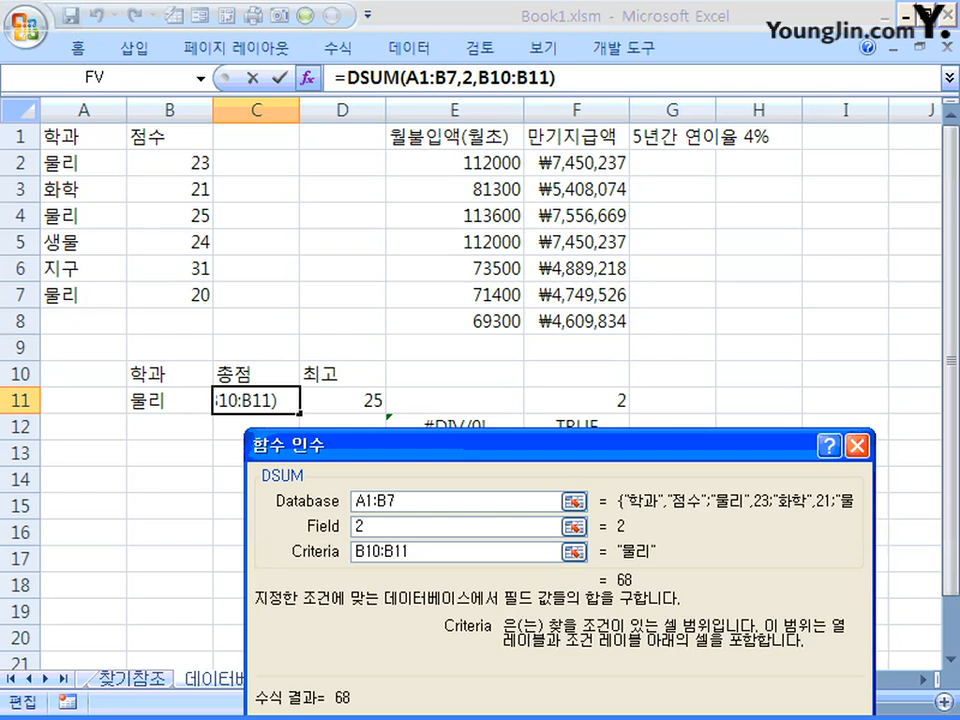 Book1.xlsm - Microsoft Excel
YoungJin.com Y.
홈 삽입 페이지 레이아웃 수식 데이터 검토 보기 개발 도구
FV =DSUM(A1:B7,2,B10:B11)
A B C D E F G H I J
1 학과 점수 월불입액(월초) 만기지급액 5년간 연이율 4%
2 물리 23 112000 ₩7,450,237
3 화학 21 81300 ₩5,408,074
4 물리 25 113600 ₩7,556,669
5 생물 24 112000 ₩7,450,237
6 지구 31 73500 ₩4,889,218
7 물리 20 71400 ₩4,749,526
8 69300 ₩4,609,834
9
10 학과 총점 최고
11 물리 10:B11) 25 2
12 #DIV/0! TRUE
13
14
15
16
17
18
19
20
21
함수 인수
DSUM
Database A1:B7 = {"학과","점수";"물리",23;"화학",21;"물
Field 2 = 2
Criteria B10:B11 = "물리"
= 68
지정한 조건에 맞는 데이터베이스에서 필드 값들의 합을 구합니다.
Criteria 은(는) 찾을 조건이 있는 셀 범위입니다. 이 범위는 열
레이블과 조건 레이블 아래의 셀을 포함합니다.
수식 결과= 68
찾기참조 데이터베
편집